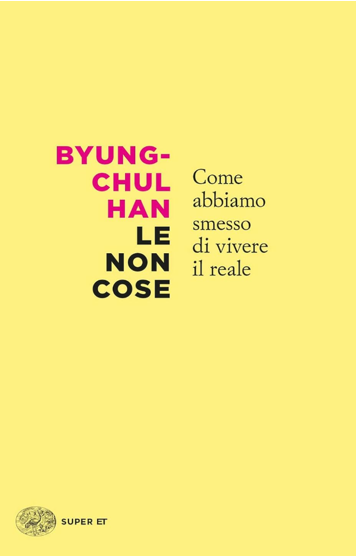 BYUNG-
CHUL
HAN
LE
NON
COSE
Come
abbiamo
smesso
di vivere
il reale
SUPER ET